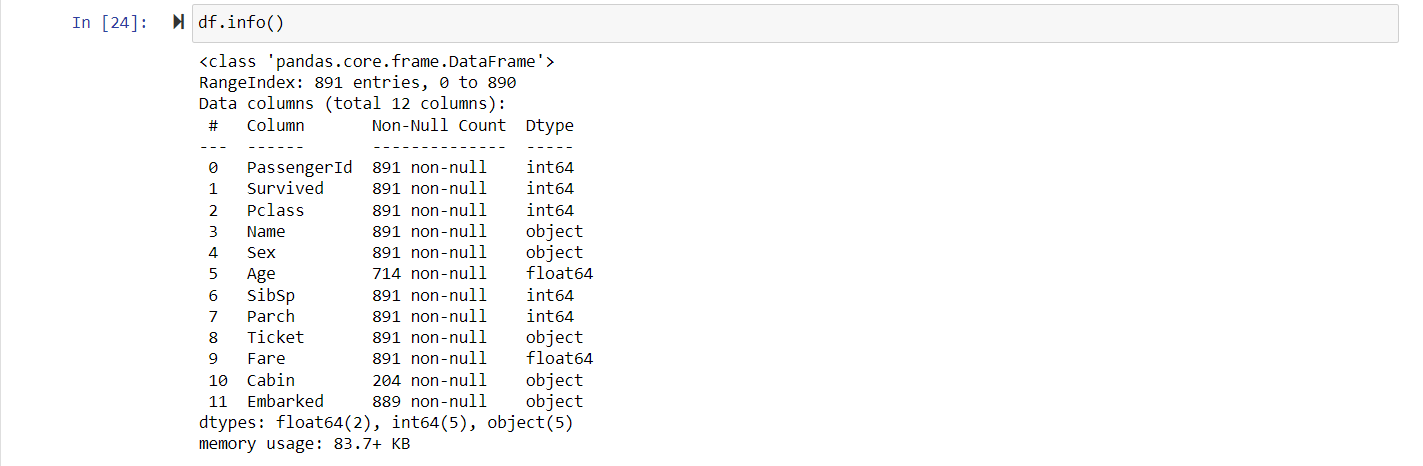 In [24]: df.info()
<class 'pandas.core.frame.DataFrame'>
RangeIndex: 891 entries, 0 to 890
Data columns (total 12 columns):
 #   Column       Non-Null Count  Dtype
---  ------       --------------  -----
 0   PassengerId  891 non-null    int64
 1   Survived     891 non-null    int64
 2   Pclass       891 non-null    int64
 3   Name         891 non-null    object
 4   Sex          891 non-null    object
 5   Age          714 non-null    float64
 6   SibSp        891 non-null    int64
 7   Parch        891 non-null    int64
 8   Ticket       891 non-null    object
 9   Fare         891 non-null    float64
 10  Cabin        204 non-null    object
 11  Embarked     889 non-null    object
dtypes: float64(2), int64(5), object(5)
memory usage: 83.7+ KB